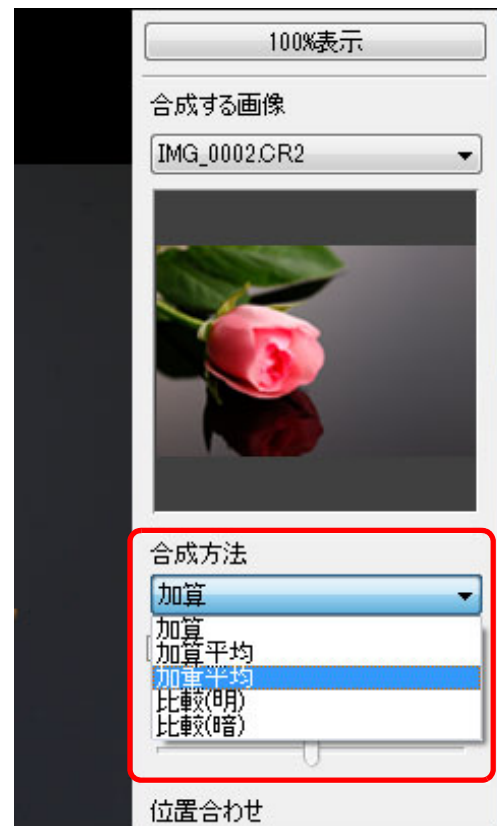 100%表示
合成する画像
IMG_0002.CR2
合成方法
加算
加算
加算平均
加重平均
比較(明)
比較(暗)
位置合わせ